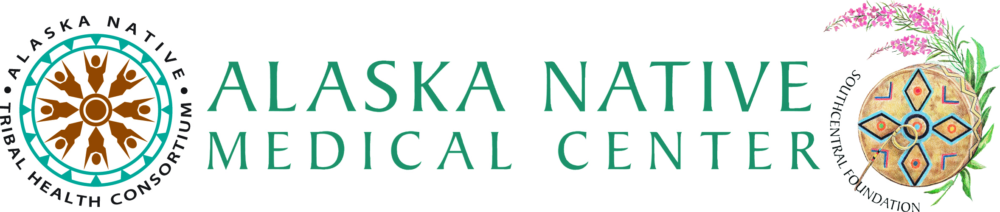 • ALASKA NATIVE •
TRIBAL HEALTH CONSORTIUM
ALASKA NATIVE
MEDICAL CENTER
SOUTHCENTRAL FOUNDATION